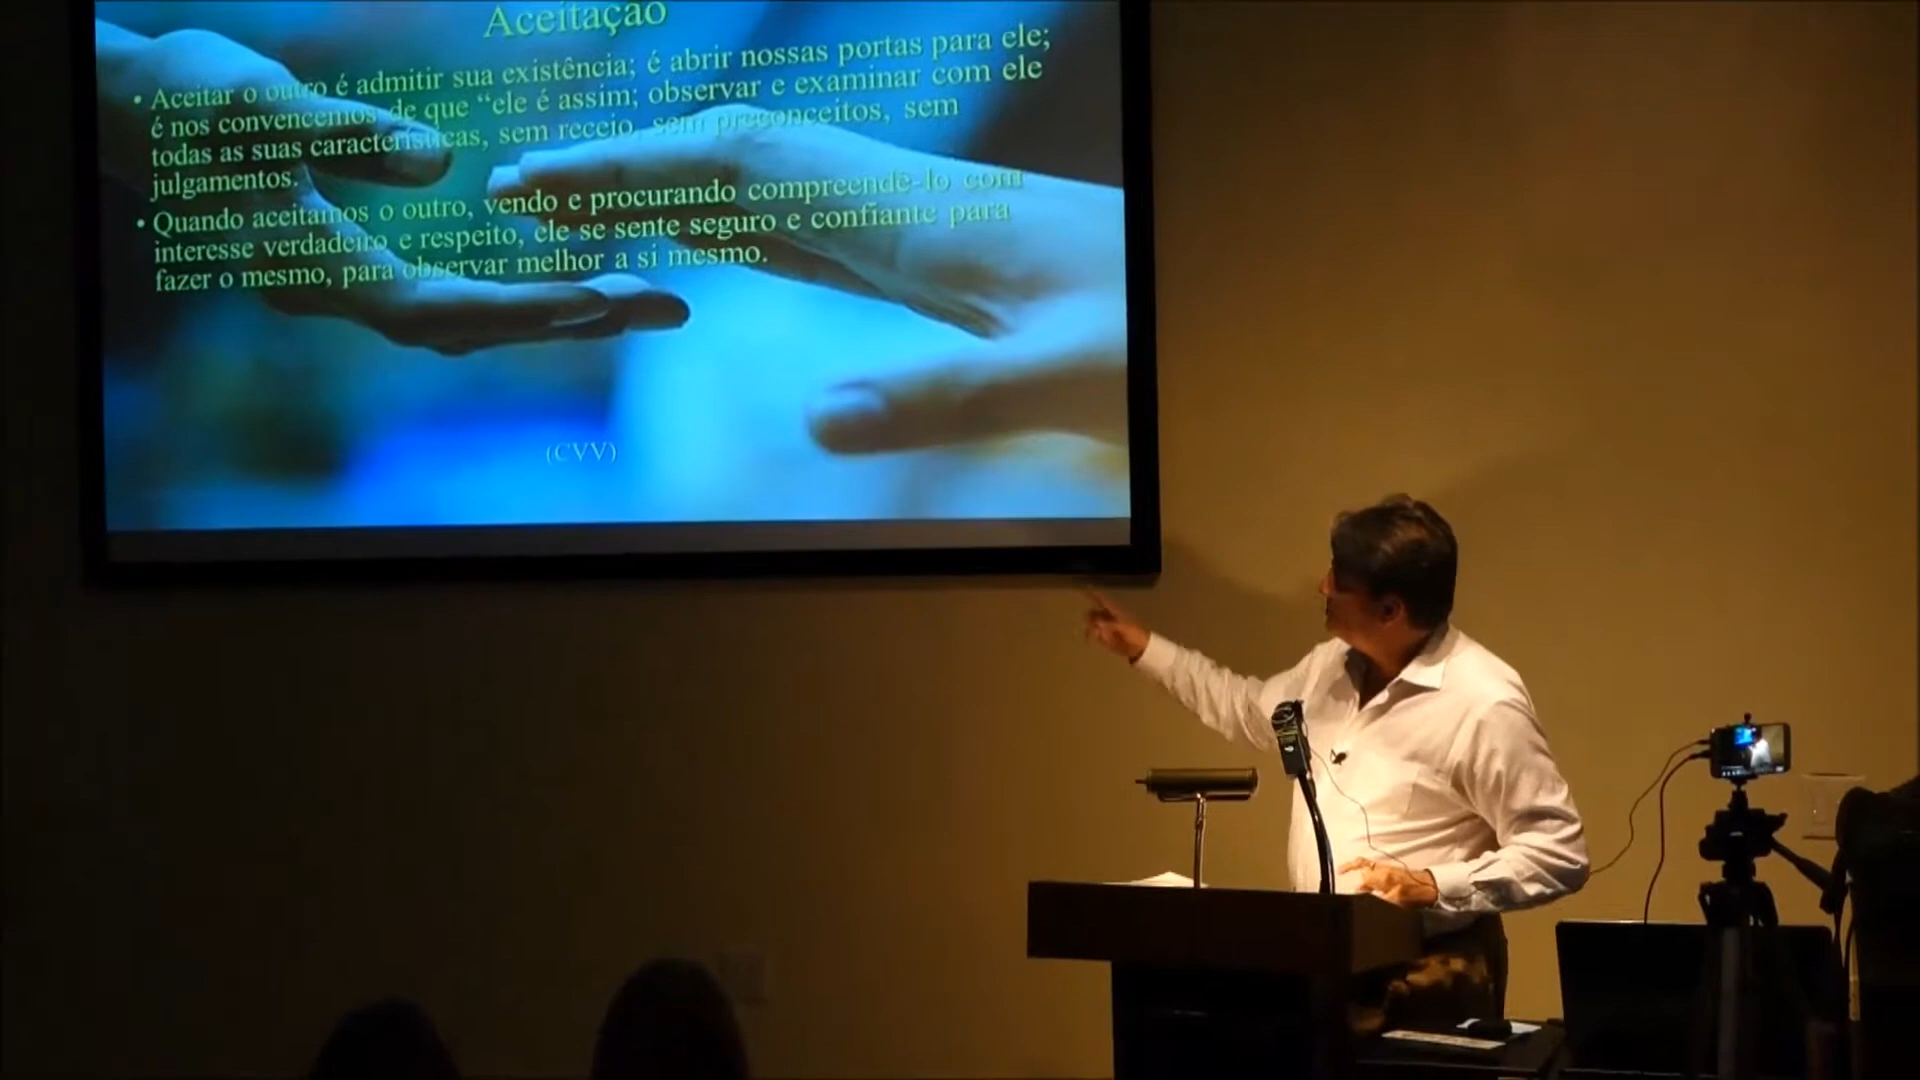 Aceitação
• Aceitar o outro é admitir sua existência; é abrir nossas portas para ele;
é nos convencemos de que “ele é assim; observar e examinar com ele
todas as suas características, sem receio, sem preconceitos, sem
julgamentos.
• Quando aceitamos o outro, vendo e procurando compreendê-lo com
interesse verdadeiro e respeito, ele se sente seguro e confiante para
fazer o mesmo, para observar melhor a si mesmo.
(CVV)